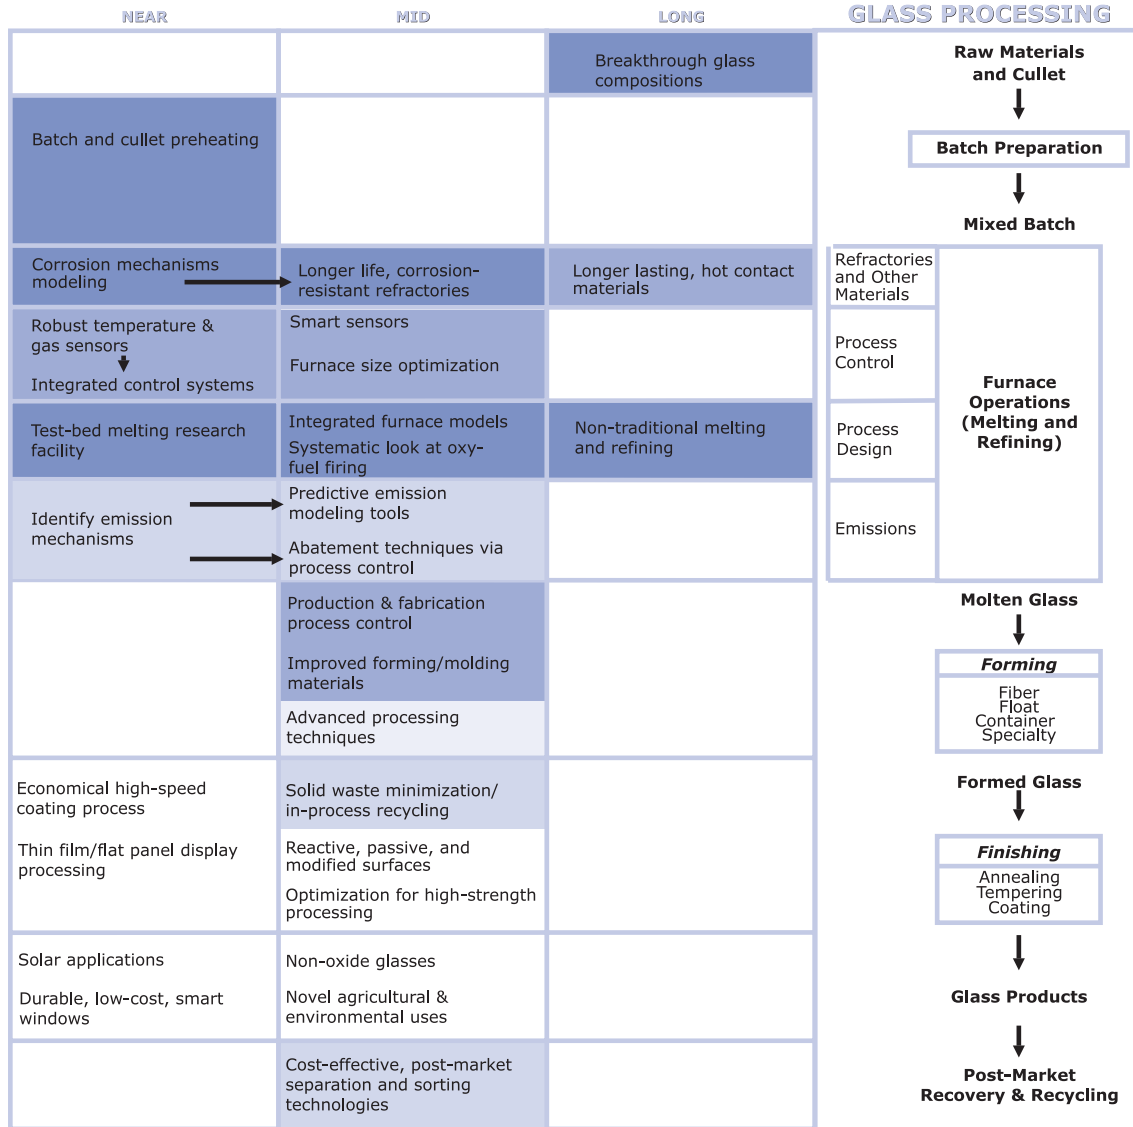 NEAR
MID
LONG
GLASS PROCESSING
Breakthrough glass
compositions
Raw Materials
and Cullet
Batch and cullet preheating
Batch Preparation
Mixed Batch
Corrosion mechanisms
modeling
Longer life, corrosion-
resistant refractories
Longer lasting, hot contact
materials
Refractories
and Other
Materials
Robust temperature &
gas sensors
Integrated control systems
Smart sensors
Furnace size optimization
Process
Control
Furnace
Operations
(Melting and
Refining)
Test-bed melting research
facility
Integrated furnace models
Systematic look at oxy-
fuel firing
Non-traditional melting
and refining
Process
Design
Identify emission
mechanisms
Predictive emission
modeling tools
Abatement techniques via
process control
Emissions
Production & fabrication
process control
Improved forming/molding
materials
Advanced processing
techniques
Molten Glass
Forming
Fiber
Float
Container
Specialty
Economical high-speed
coating process
Thin film/flat panel display
processing
Solid waste minimization/
in-process recycling
Reactive, passive, and
modified surfaces
Optimization for high-strength
processing
Formed Glass
Finishing
Annealing
Tempering
Coating
Solar applications
Durable, low-cost, smart
windows
Non-oxide glasses
Novel agricultural &
environmental uses
Glass Products
Cost-effective, post-market
separation and sorting
technologies
Post-Market
Recovery & Recycling